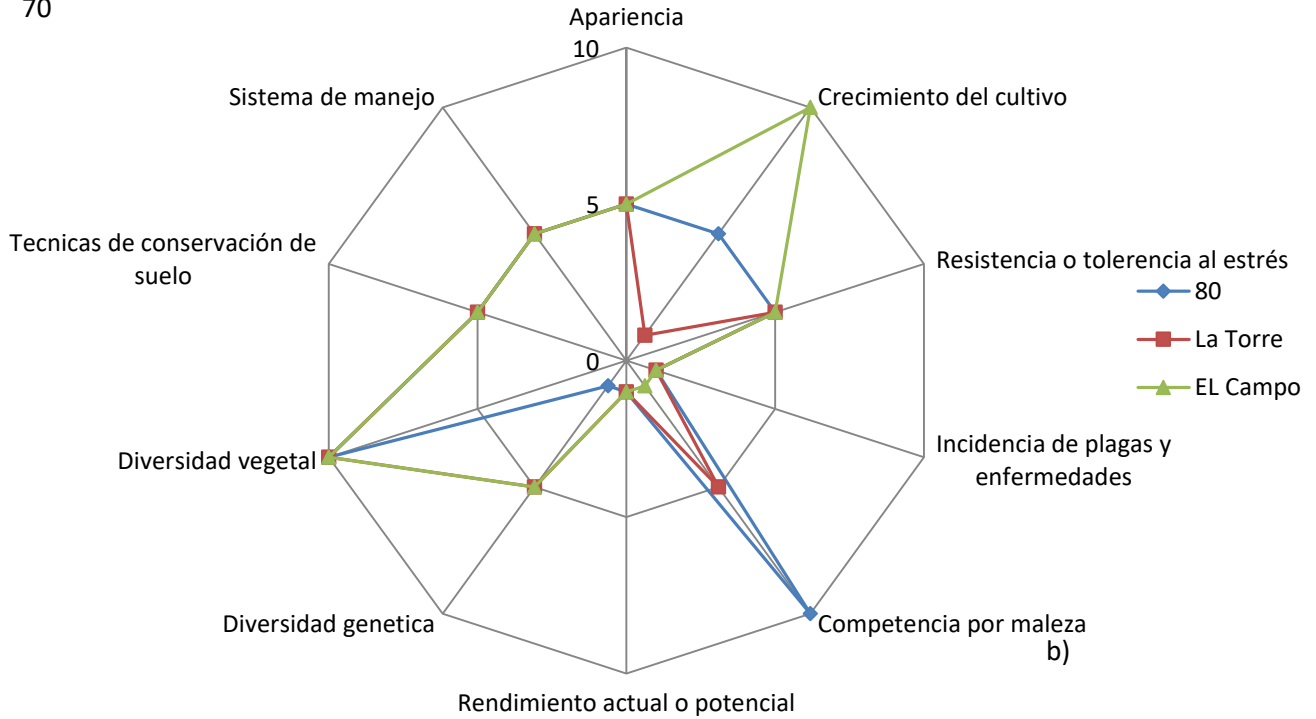 70
Apariencia
10
Sistema de manejo
Crecimiento del cultivo
5
Tecnicas de conservación de
suelo
Resistencia o tolerencia al estrés
80
La Torre
EL Campo
0
Diversidad vegetal
Incidencia de plagas y
enfermedades
Diversidad genetica
Competencia por maleza
b)
Rendimiento actual o potencial